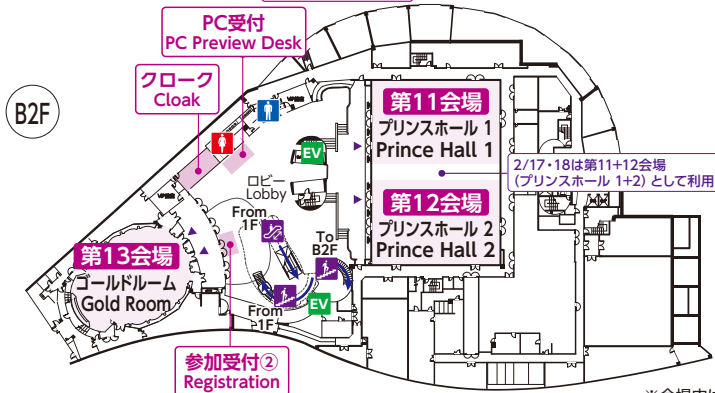 PC受付
PC Preview Desk
クローク
Cloak
B2F
第11会場
プリンスホール 1
Prince Hall 1
EV
2/17・18は第11+12会場
(プリンスホール 1+2) として利用
ロビー
Lobby
第12会場
プリンスホール 2
Prince Hall 2
From
1F
To
B2F
第13会場
ゴールドルーム
Gold Room
EV
From
1F
参加受付②
Registration